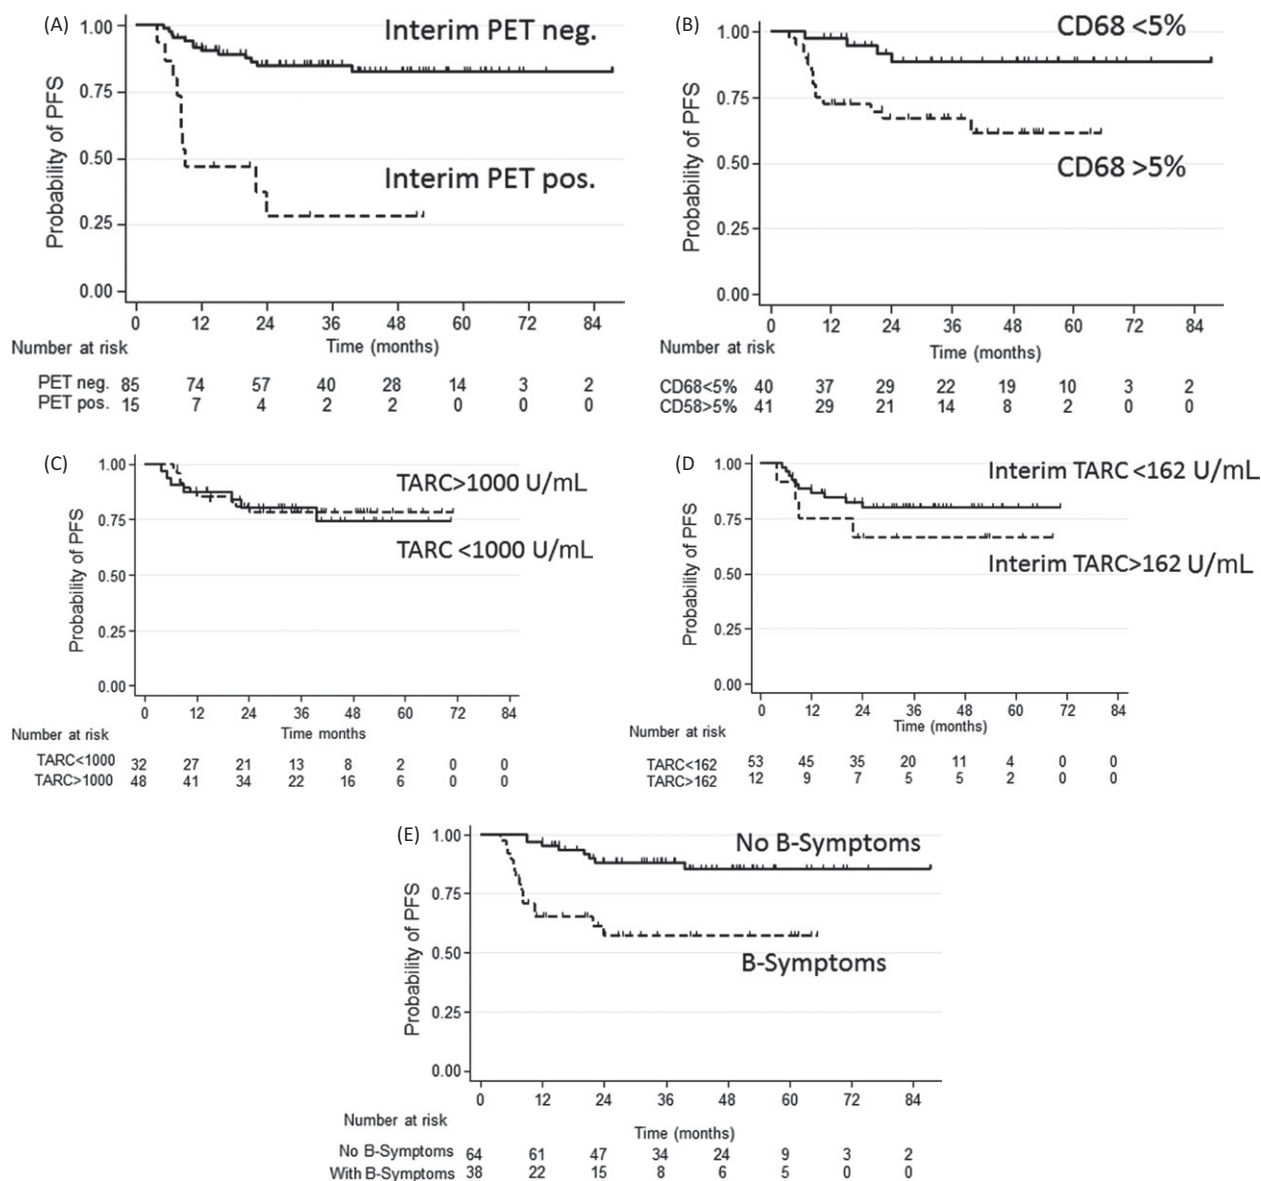 (A)
Interim PET neg.
Interim PET pos.
Probability of PFS
1.00
0.75
0.50
0.25
0.00
0 12 24 36 48 60 72 84
Number at risk
Time (months)
PET neg. 85 74 57 40 28 14 3 2
PET pos. 15 7 4 2 2 0 0 0
(B)
CD68 <5%
CD68 >5%
Probability of PFS
1.00
0.75
0.50
0.25
0.00
0 12 24 36 48 60 72 84
Number at risk
Time (months)
CD68<5% 40 37 29 22 19 10 3 2
CD58>5% 41 29 21 14 8 2 0 0
(C)
TARC>1000 U/mL
TARC <1000 U/mL
Probability of PFS
1.00
0.75
0.50
0.25
0.00
0 12 24 36 48 60 72 84
Number at risk
Time months
TARC<1000 32 27 21 13 8 2 0 0
TARC>1000 48 41 34 22 16 6 0 0
(D)
Interim TARC <162 U/mL
Interim TARC>162 U/mL
Probability of PFS
1.00
0.75
0.50
0.25
0.00
0 12 24 36 48 60 72 84
Number at risk
Time (months)
TARC<162 53 45 35 20 11 4 0 0
TARC>162 12 9 7 5 5 2 0 0
(E)
No B-Symptoms
B-Symptoms
Probability of PFS
1.00
0.75
0.50
0.25
0.00
0 12 24 36 48 60 72 84
Number at risk
Time (months)
No B-Symptoms 64 61 47 34 24 9 3 2
With B-Symptoms 38 22 15 8 6 5 0 0